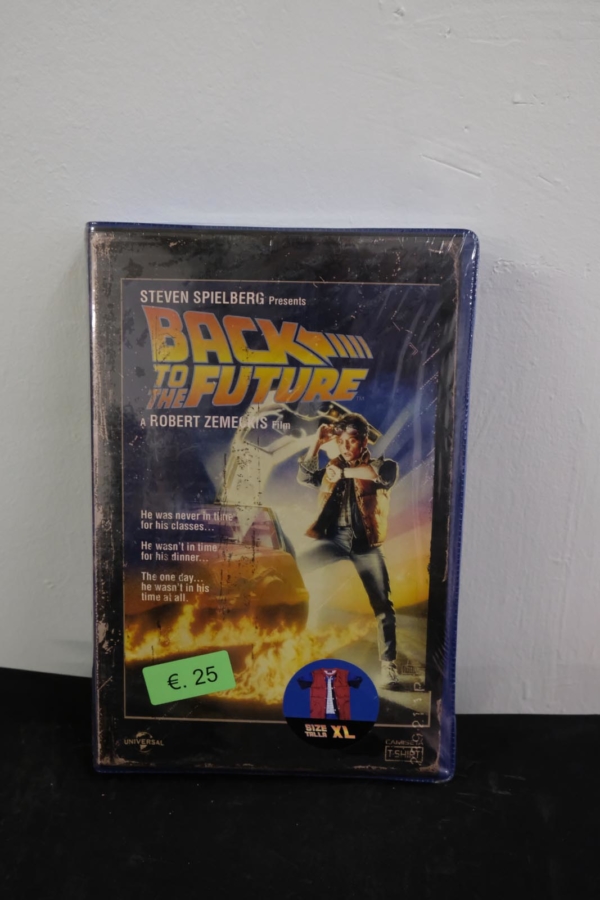 STEVEN SPIELBERG Presents
BACK
TO THE FUTURE
A ROBERT ZEMECKIS Film
He was never in time
for his classes...
He wasn't in time
for his dinner...
The one day...
he wasn't in his
time at all.
€. 25
SIZE
TALLA XL
UNIVERSAL
CAMISETA
T-SHIRT